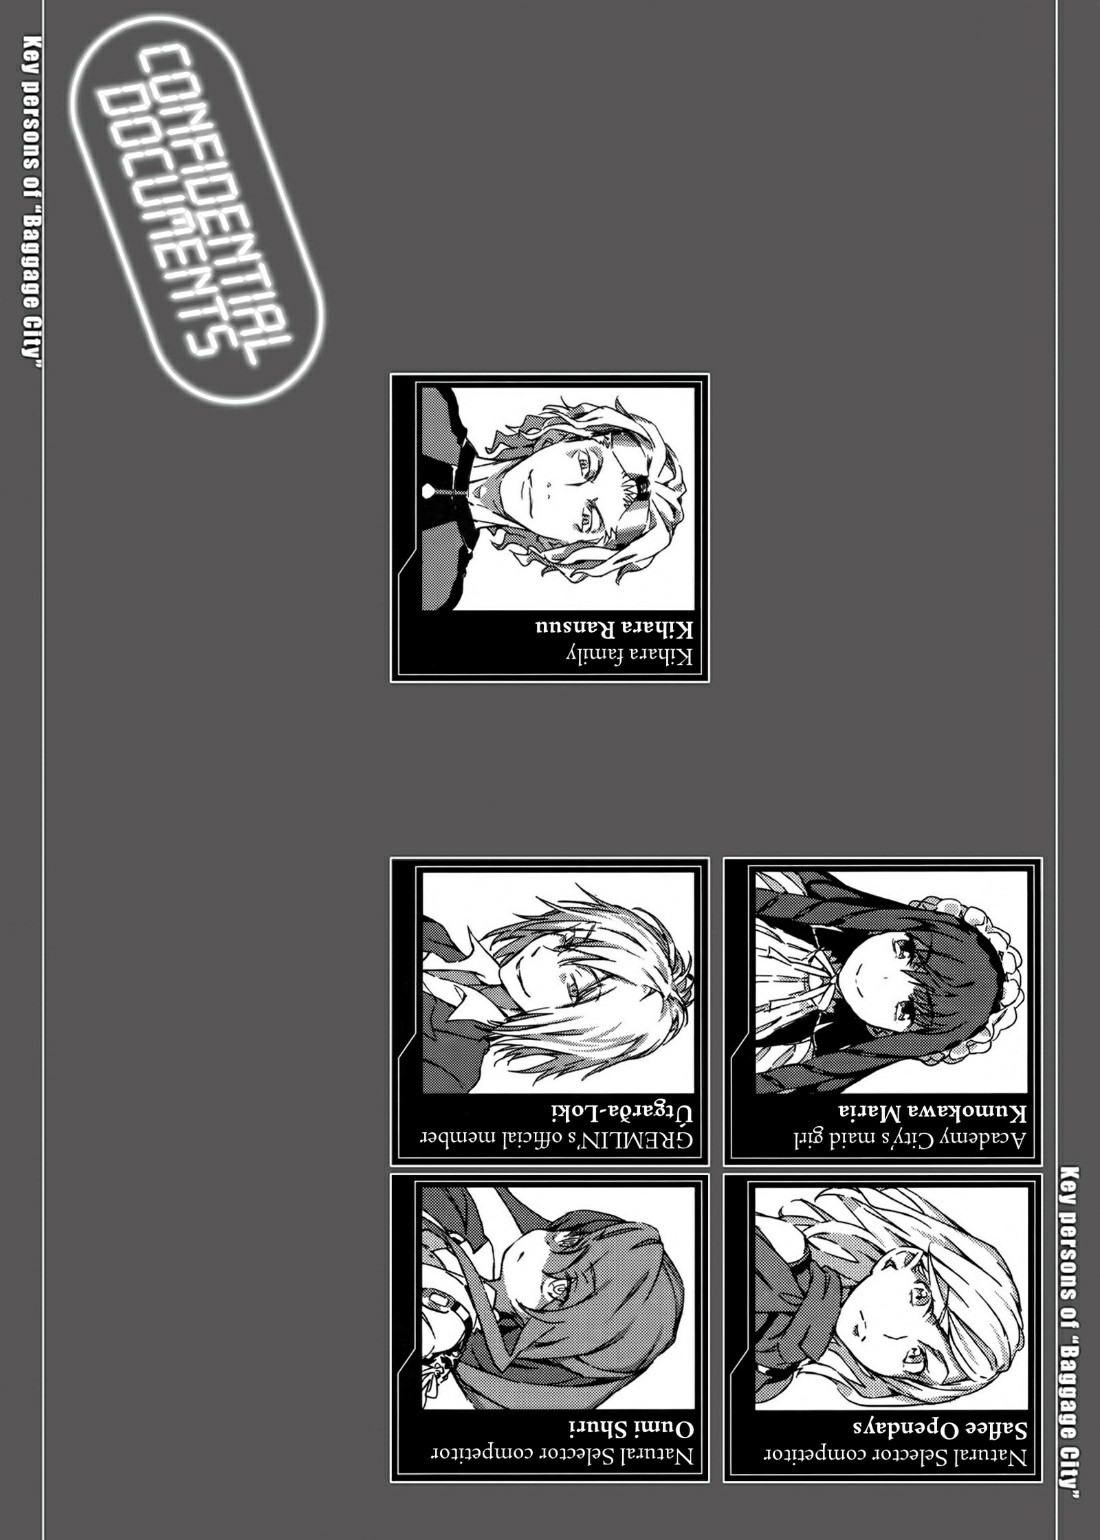 Key persons of "Baggage City"
CONFIDENTIAL
DOCUMENTS
Kihara Ransuu
Kihara family
Útgarða-Loki
GREMLIN's official member
Kumokawa Maria
Academy City's maid girl
Oumi Shuri
Natural Selector competitor
Saflee Opendays
Natural Selector competitor
Key persons of "Baggage City"